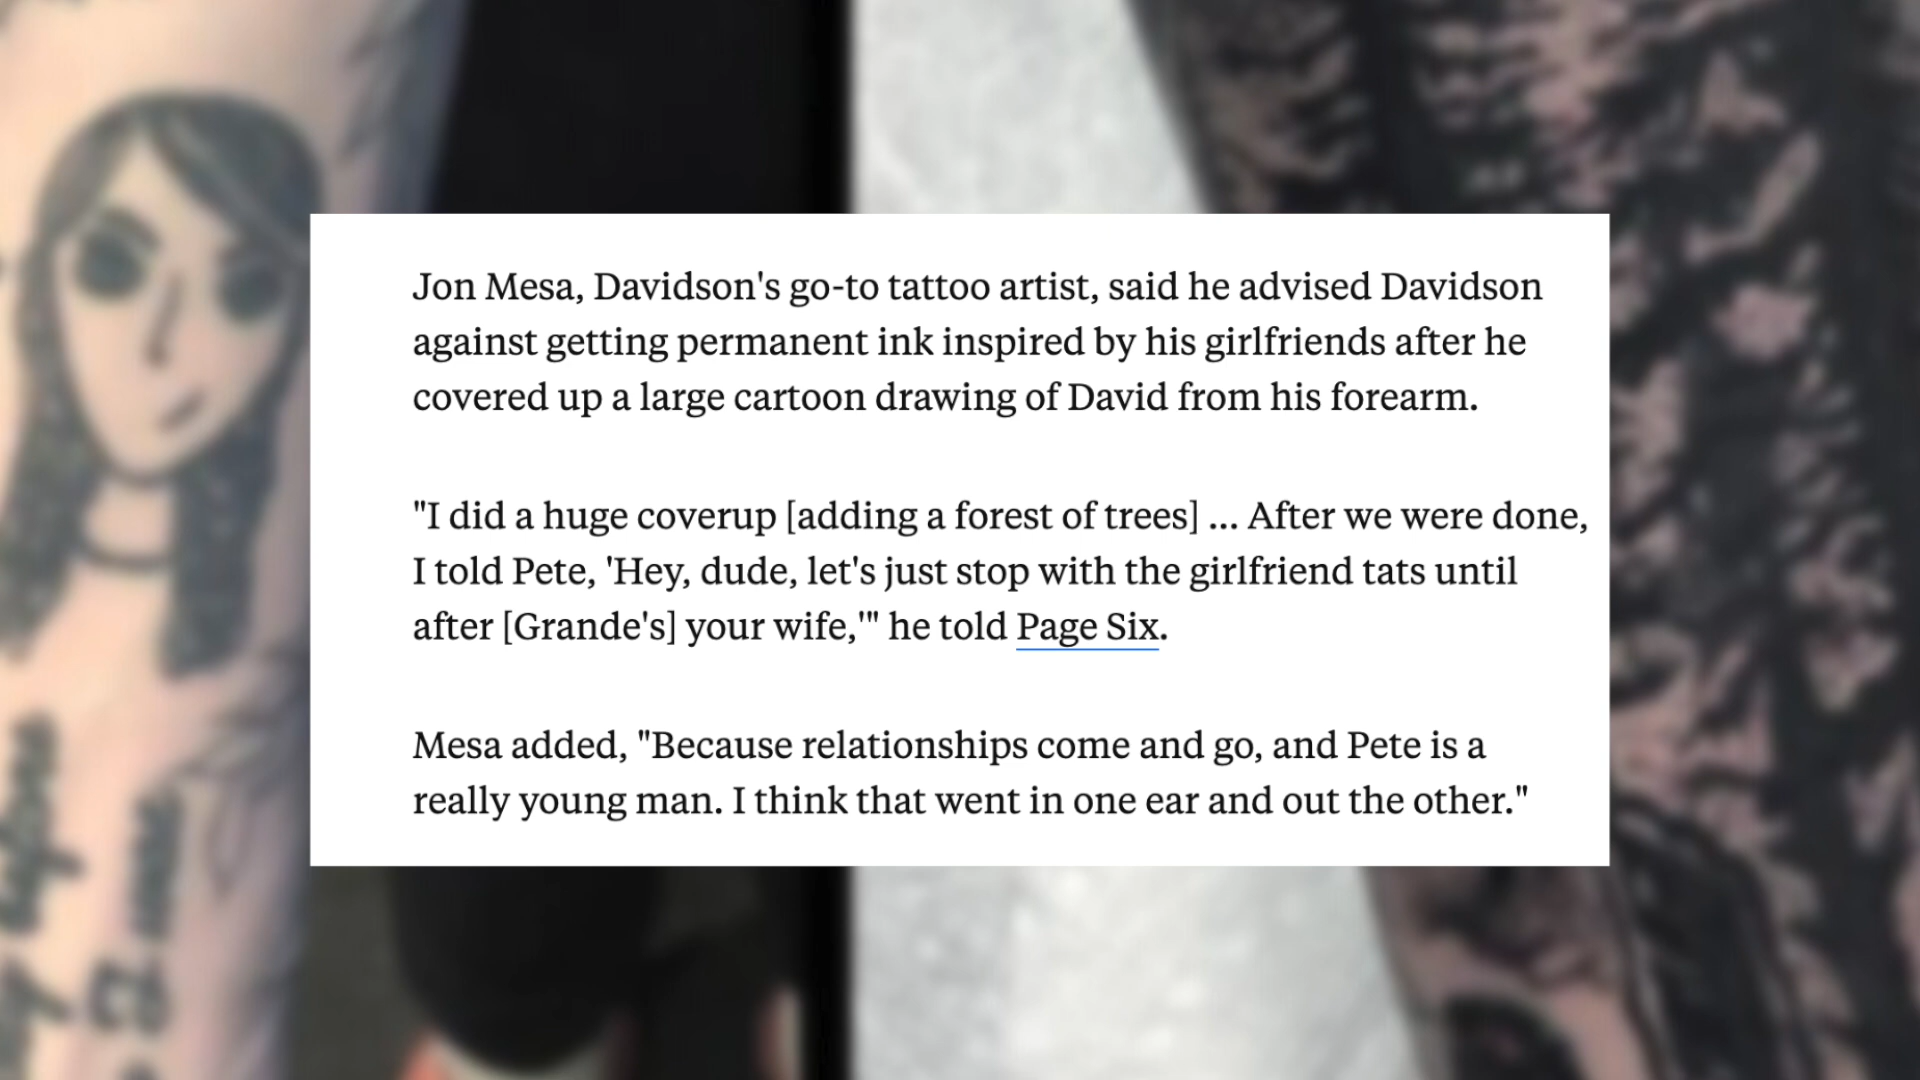 Jon Mesa, Davidson's go-to tattoo artist, said he advised Davidson
against getting permanent ink inspired by his girlfriends after he
covered up a large cartoon drawing of David from his forearm.
"I did a huge coverup [adding a forest of trees] ... After we were done,
I told Pete, 'Hey, dude, let's just stop with the girlfriend tats until
after [Grande's] your wife,'" he told Page Six.
Mesa added, "Because relationships come and go, and Pete is a
really young man. I think that went in one ear and out the other."